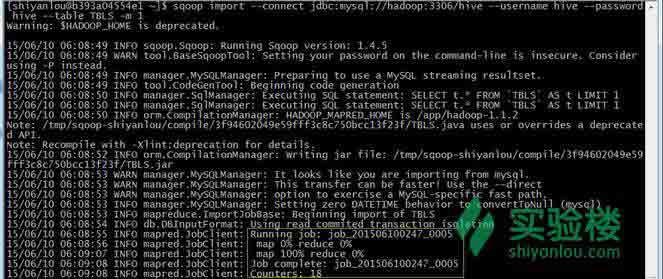 [shiyanlou@b393a04554e1 ~]$ sqoop import --connect jdbc:mysql://hadoop:3306/hive --username hive --password
hive --table TBLS -m 1
Warning: $HADOOP_HOME is deprecated.
15/06/10 06:08:49 INFO sqoop.Sqoop: Running Sqoop version: 1.4.5
15/06/10 06:08:49 WARN tool.BaseSqoopTool: Setting your password on the command-line is insecure. Consider
using -P instead.
15/06/10 06:08:49 INFO manager.MySQLManager: Preparing to use a MySQL streaming resultset.
15/06/10 06:08:49 INFO tool.CodeGenTool: Beginning code generation
15/06/10 06:08:50 INFO manager.SqlManager: Executing SQL statement: SELECT t.* FROM `TBLS` AS t LIMIT 1
15/06/10 06:08:50 INFO manager.SqlManager: Executing SQL statement: SELECT t.* FROM `TBLS` AS t LIMIT 1
15/06/10 06:08:50 INFO orm.CompilationManager: HADOOP_MAPRED_HOME is /app/hadoop-1.1.2
Note: /tmp/sqoop-shiyanlou/compile/3f94602049e59fff3c8c750bcc13f23f/TBLS.java uses or overrides a deprecate
d API.
Note: Recompile with -Xlint:deprecation for details.
15/06/10 06:08:52 INFO orm.CompilationManager: Writing jar file: /tmp/sqoop-shiyanlou/compile/3f94602049e59
fff3c8c750bcc13f23f/TBLS.jar
15/06/10 06:08:53 WARN manager.MySQLManager: It looks like you are importing from mysql.
15/06/10 06:08:53 WARN manager.MySQLManager: This transfer can be faster! Use the --direct
15/06/10 06:08:53 WARN manager.MySQLManager: option to exercise a MySQL-specific fast path.
15/06/10 06:08:53 INFO manager.MySQLManager: Setting zero DATETIME behavior to convertToNull (mysql)
15/06/10 06:08:53 INFO mapreduce.ImportJobBase: Beginning import of TBLS
15/06/10 06:08:54 INFO db.DBInputFormat: Using read commited transaction isolation
15/06/10 06:08:55 INFO mapred.JobClient: Running job: job_201506100247_0005
15/06/10 06:08:56 INFO mapred.JobClient: map 0% reduce 0%
15/06/10 06:09:07 INFO mapred.JobClient: map 100% reduce 0%
15/06/10 06:09:08 INFO mapred.JobClient: Job complete: job_201506100247_0005
15/06/10 06:09:08 INFO mapred.JobClient: Counters: 18
实验楼
shiyanlou.com